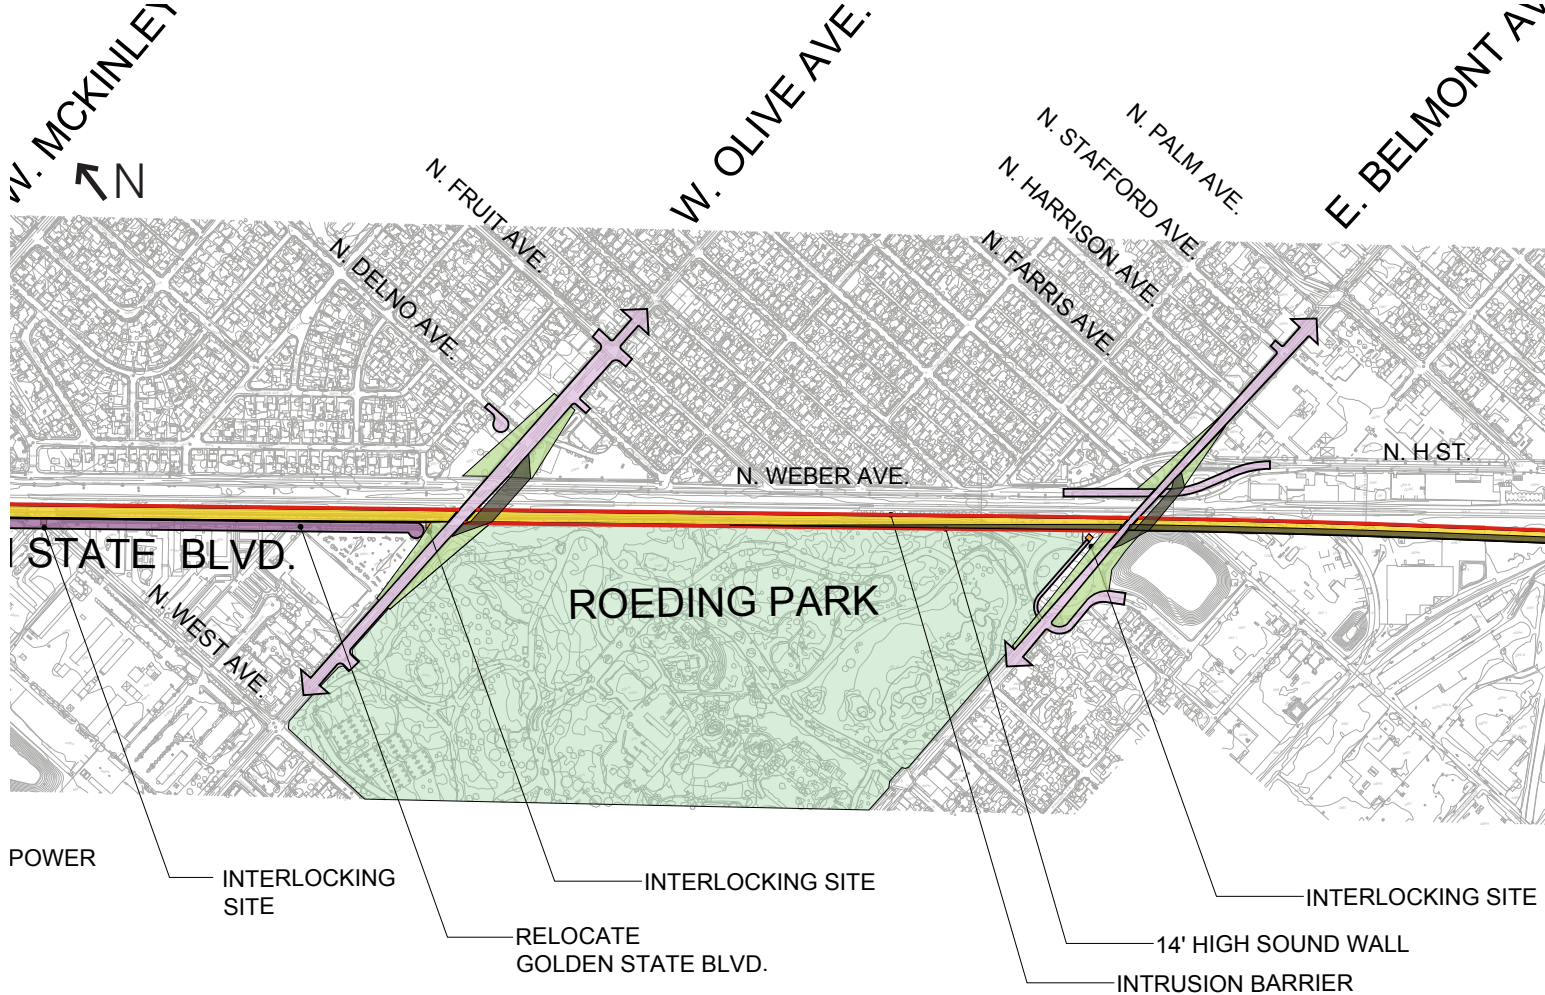 W. MCKINLEY
W. OLIVE AVE.
E. BELMONT AV
N
N. FRUIT AVE.
N. DELNO AVE.
N. PALM AVE.
N. STAFFORD AVE.
N. HARRISON AVE.
N. FARRIS AVE.
N. WEBER AVE.
N. H ST.
STATE BLVD.
N. WEST AVE.
ROEDING PARK
POWER
INTERLOCKING
SITE
INTERLOCKING SITE
INTERLOCKING SITE
RELOCATE
GOLDEN STATE BLVD.
14' HIGH SOUND WALL
INTRUSION BARRIER